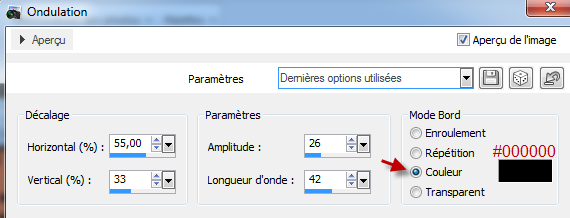 Ondulation
Aperçu
Aperçu de l'image
Paramètres
Dernières options utilisées
Décalage
Horizontal (%) : 55,00
Vertical (%) : 33
Paramètres
Amplitude : 26
Longueur d'onde : 42
Mode Bord
Enroulement
Répétition
#000000
Couleur
Transparent